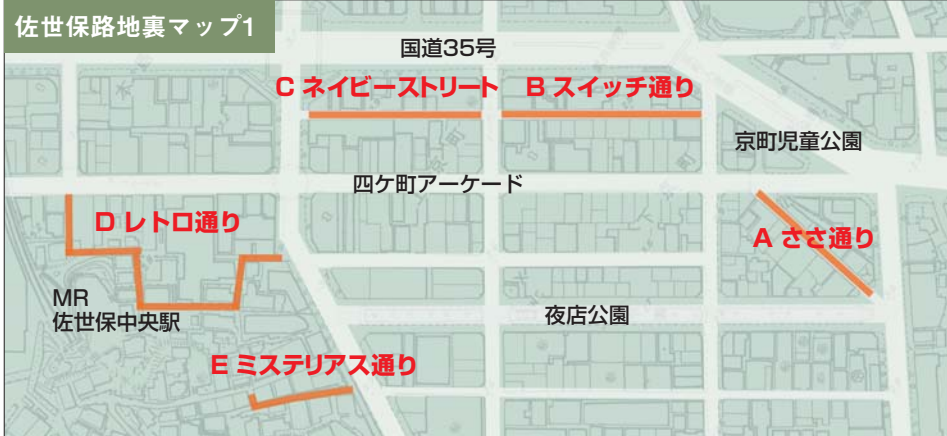 佐世保路地裏マップ1
国道35号
C ネイビーストリート
B スイッチ通り
京町児童公園
四ケ町アーケード
D レトロ通り
A ささ通り
MR
佐世保中央駅
夜店公園
E ミステリアス通り